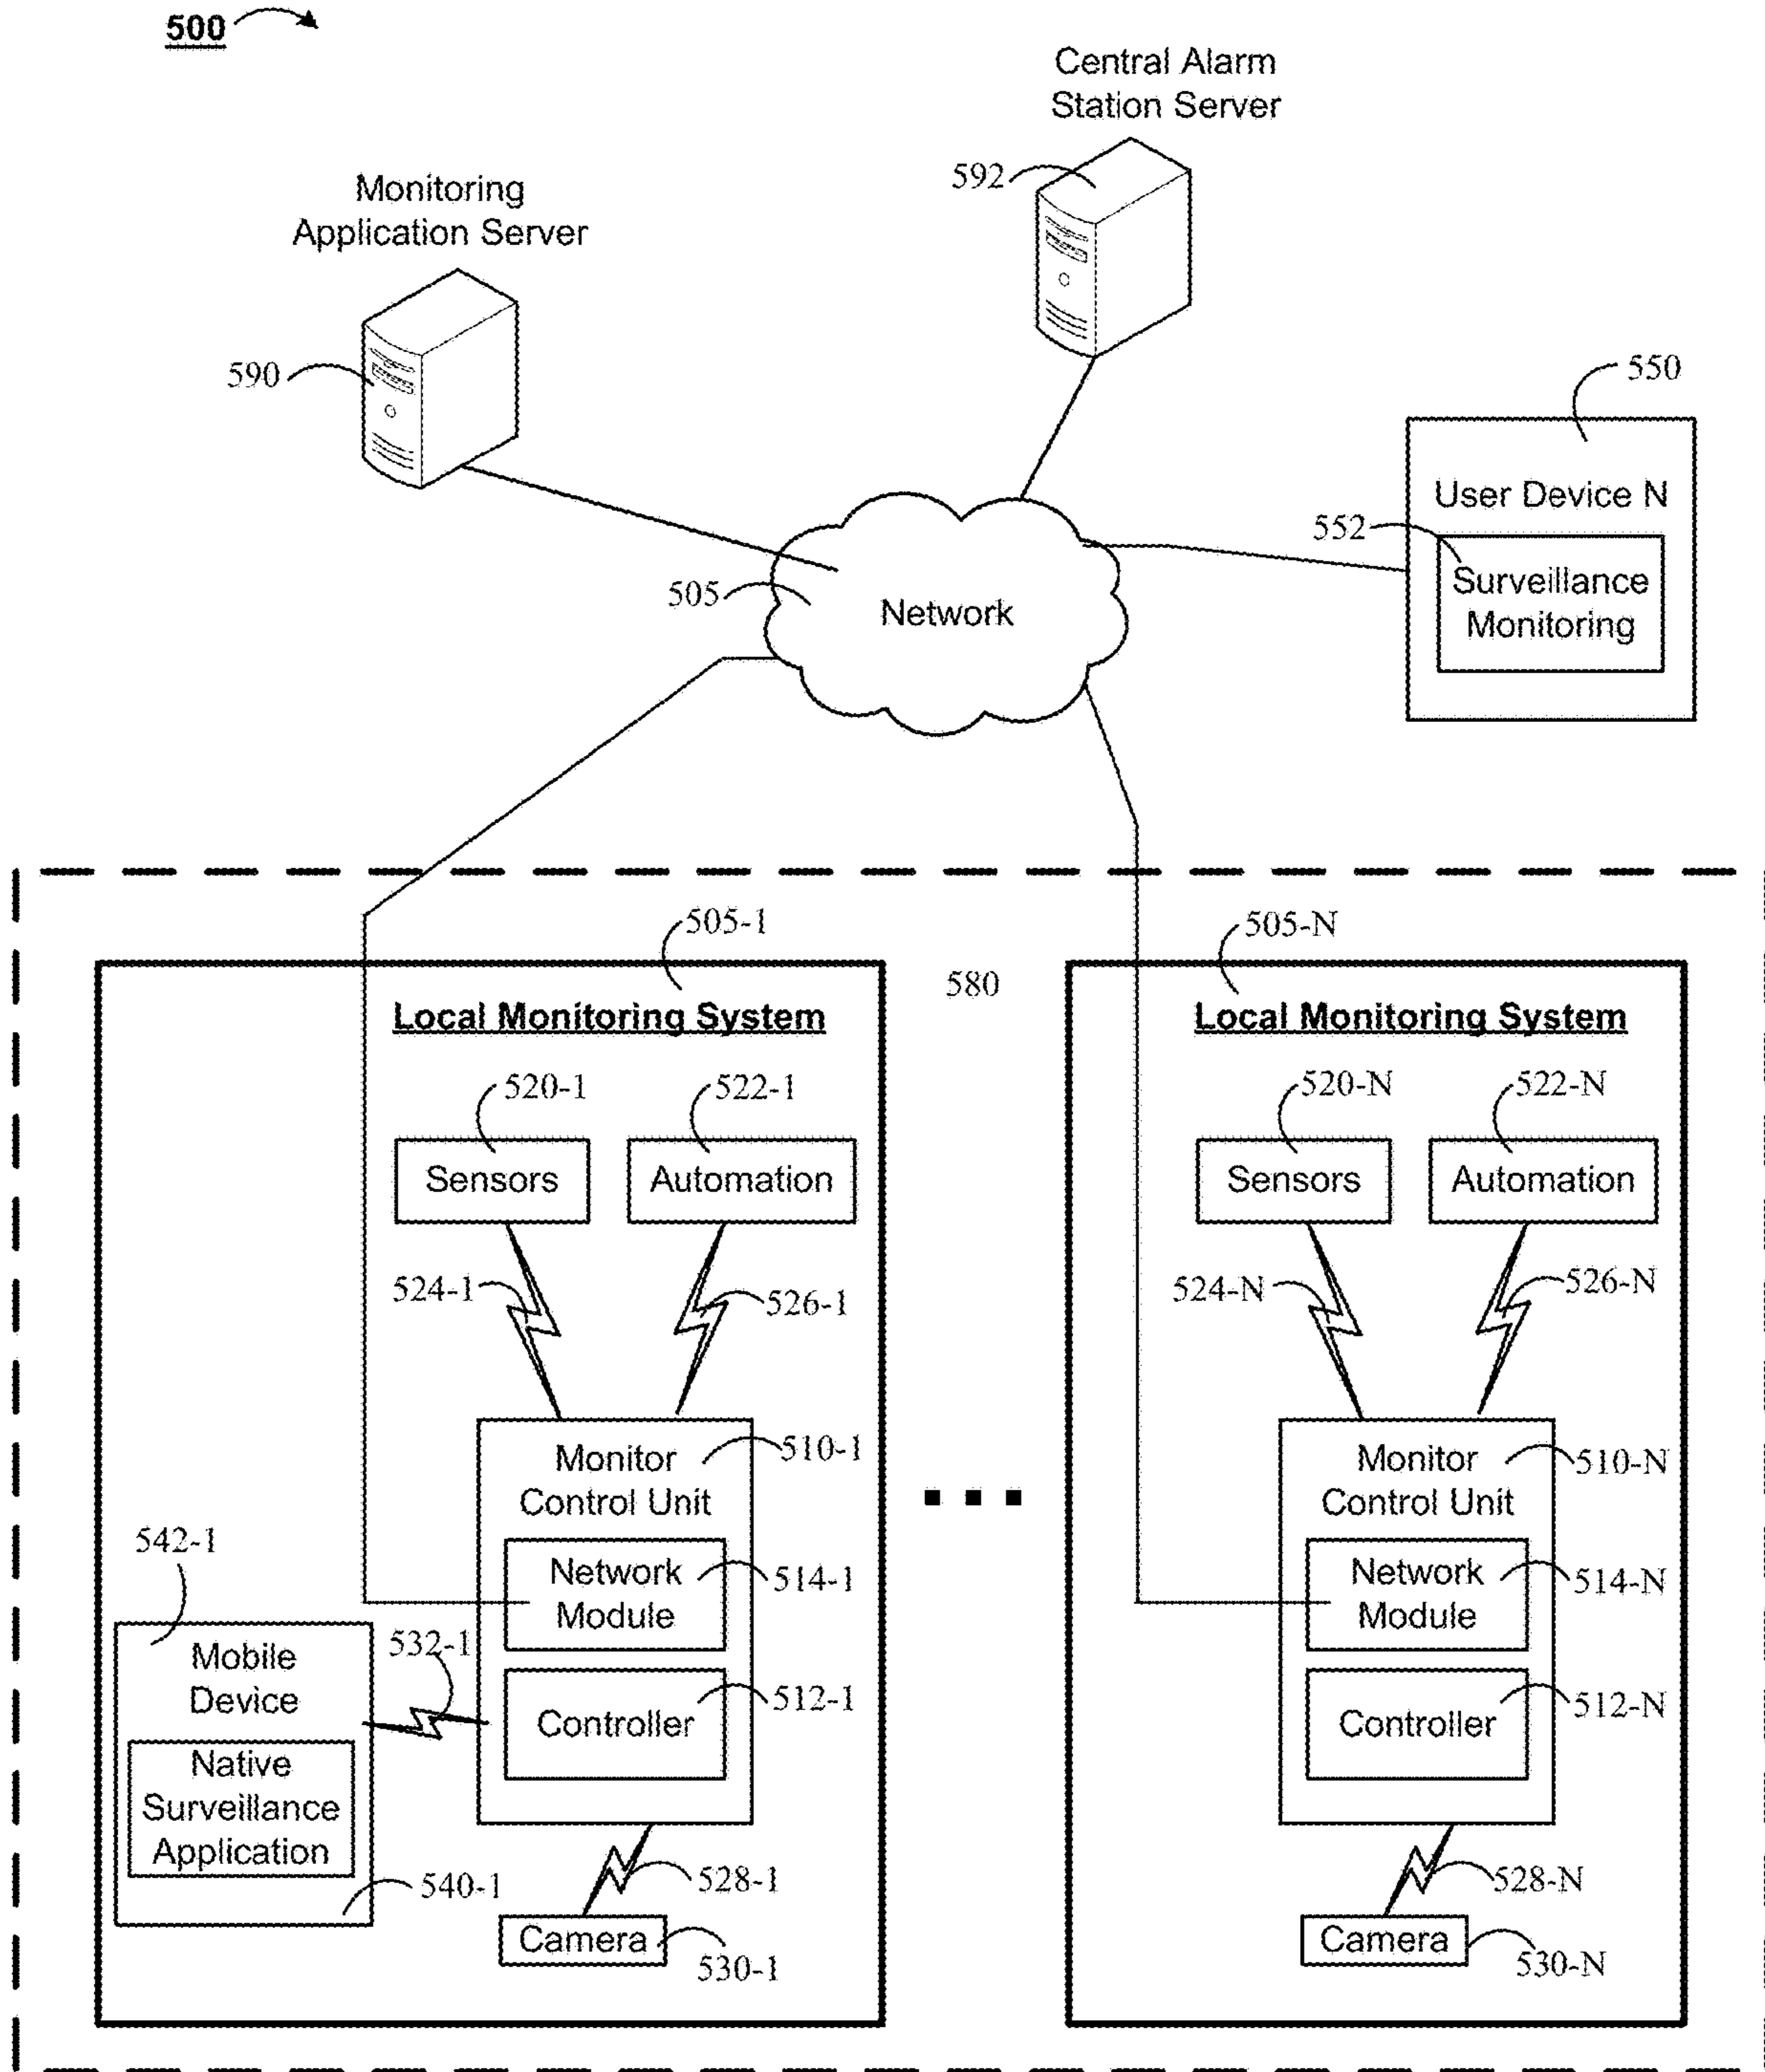 500
Central Alarm
Station Server
592
Monitoring
Application Server
590
550
User Device N
552
Surveillance
Monitoring
505
Network
505-1
505-N
580
Local Monitoring System
Local Monitoring System
520-1
522-1
520-N
522-N
Sensors
Automation
Sensors
Automation
524-1
526-1
524-N
526-N
Monitor
Control Unit
510-1
Monitor
Control Unit
510-N
542-1
Network
Module
514-1
Network
Module
514-N
Mobile
Device
532-1
Controller
512-1
Controller
512-N
Native
Surveillance
Application
540-1
528-1
528-N
Camera
530-1
Camera
530-N